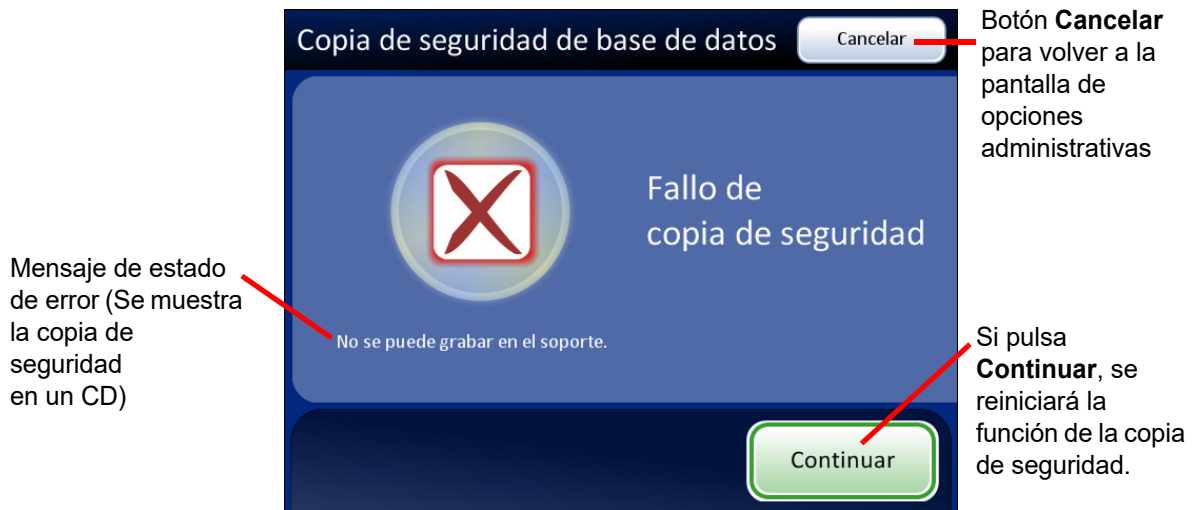 Copia de seguridad de base de datos
Cancelar
Botón Cancelar
para volver a la
pantalla de
opciones
administrativas
Fallo de
copia de seguridad
Mensaje de estado
de error (Se muestra
la copia de
seguridad
en un CD)
No se puede grabar en el soporte.
Si pulsa
Continuar, se
reiniciará la
función de la copia
de seguridad.
Continuar